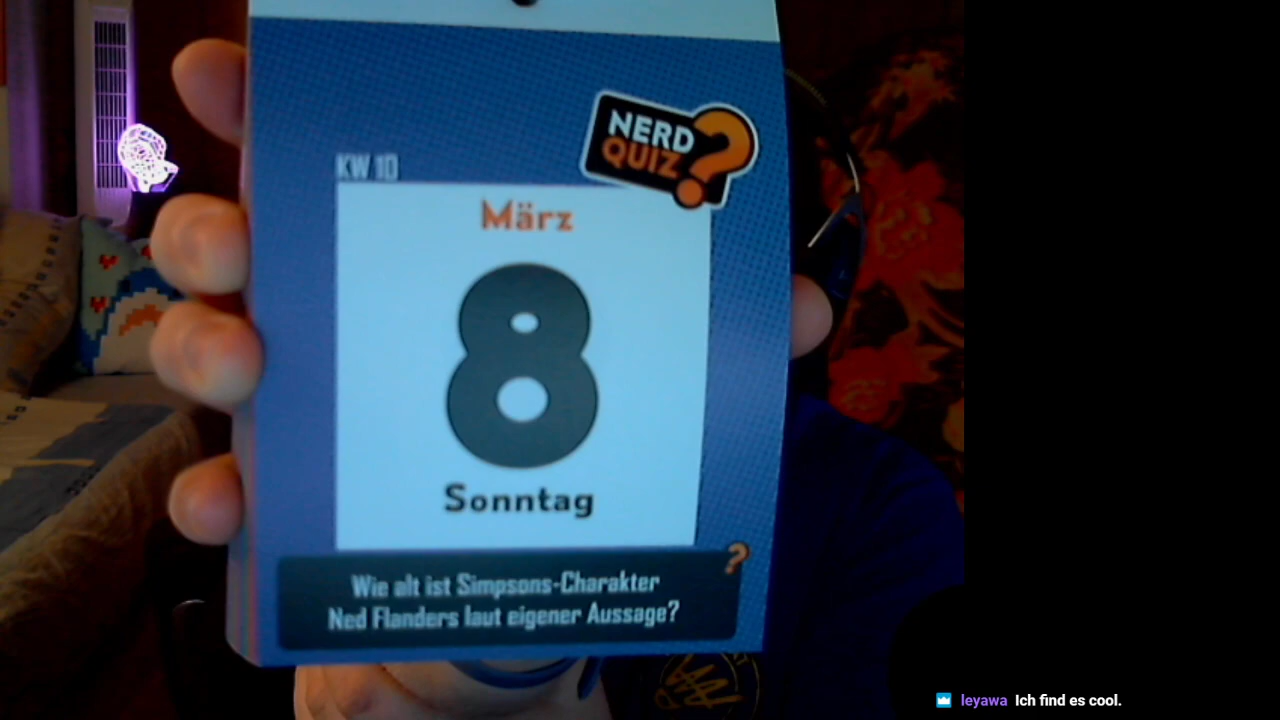 NERD
QUIZ?
KW 10
März
8
Sonntag
?
Wie alt ist Simpsons-Charakter
Ned Flanders laut eigener Aussage?
leyawa Ich find es cool.